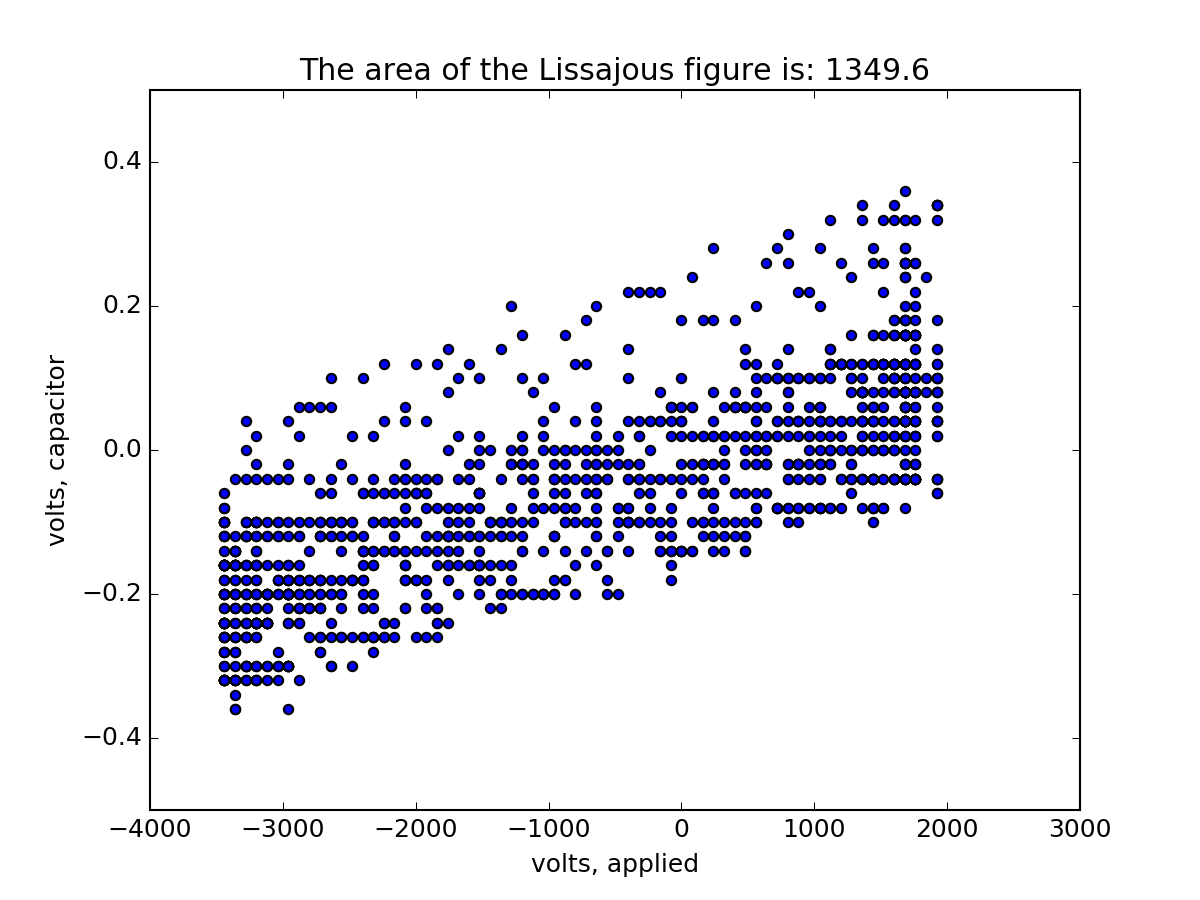 The area of the Lissajous figure is: 1349.6
0.4
0.2
0.0
−0.2
−0.4
volts, capacitor
−4000 −3000 −2000 −1000 0 1000 2000 3000
volts, applied